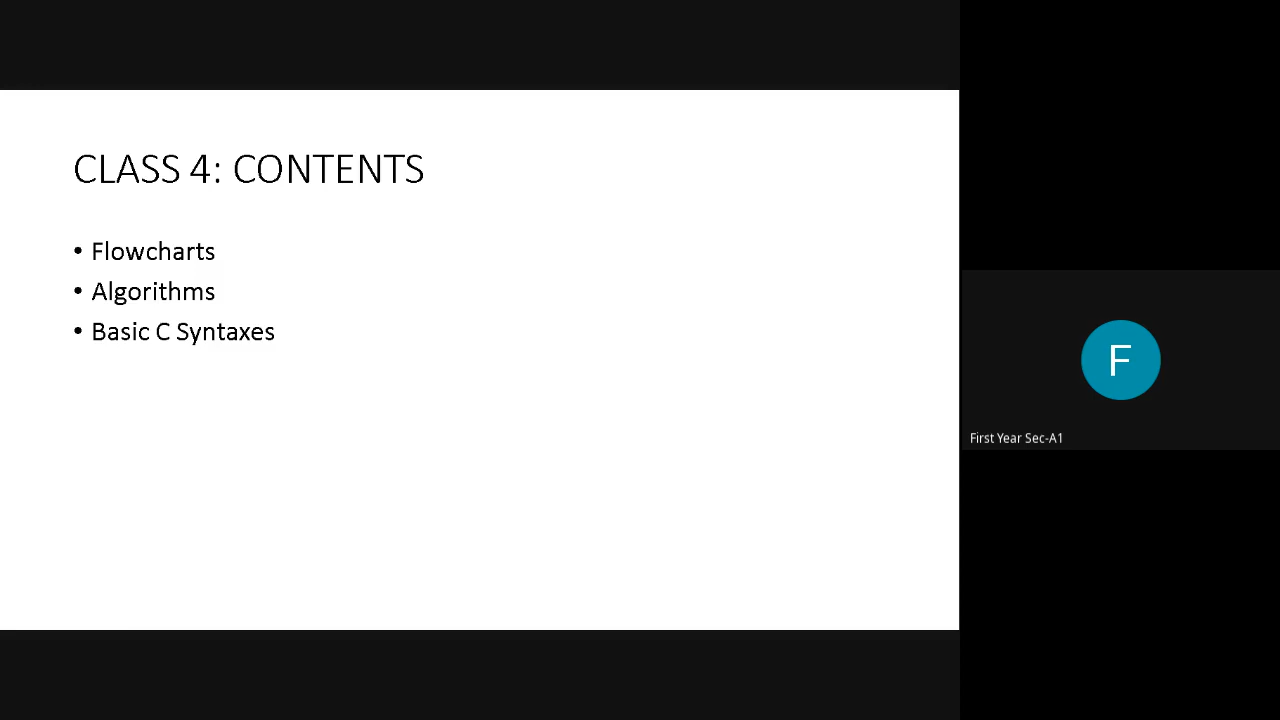 CLASS 4: CONTENTS
• Flowcharts
• Algorithms
• Basic C Syntaxes
F
First Year Sec-A1